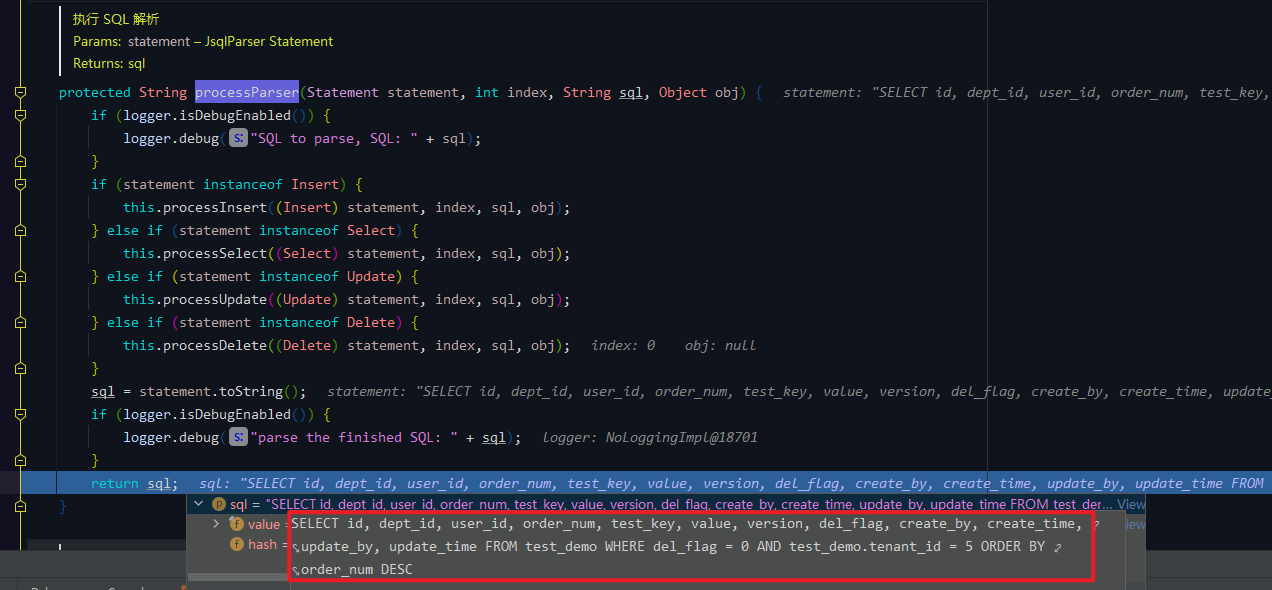 执行 SQL 解析
Params: statement – JsqlParser Statement
Returns: sql
protected String processParser(Statement statement, int index, String sql, Object obj) { statement: "SELECT id, dept_id, user_id, order_num, test_key,
if (logger.isDebugEnabled()) {
logger.debug( s: "SQL to parse, SQL: " + sql);
}
if (statement instanceof Insert) {
this.processInsert((Insert) statement, index, sql, obj);
} else if (statement instanceof Select) {
this.processSelect((Select) statement, index, sql, obj);
} else if (statement instanceof Update) {
this.processUpdate((Update) statement, index, sql, obj);
} else if (statement instanceof Delete) {
this.processDelete((Delete) statement, index, sql, obj); index: 0 obj: null
}
sql = statement.toString(); statement: "SELECT id, dept_id, user_id, order_num, test_key, value, version, del_flag, create_by, create_time, update_
if (logger.isDebugEnabled()) {
logger.debug( s: "parse the finished SQL: " + sql); logger: NoLoggingImpl@18701
}
return sql; sql: "SELECT id, dept_id, user_id, order_num, test_key, value, version, del_flag, create_by, create_time, update_by, update_time FROM
}
p sql = "SELECT id, dept_id, user_id, order_num, test_key, value, version, del_flag, create_by, create_time, update_by, update_time FROM test_der... View
f value = SELECT id, dept_id, user_id, order_num, test_key, value, version, del_flag, create_by, create_time,
f hash = update_by, update_time FROM test_demo WHERE del_flag = 0 AND test_demo.tenant_id = 5 ORDER BY
order_num DESC